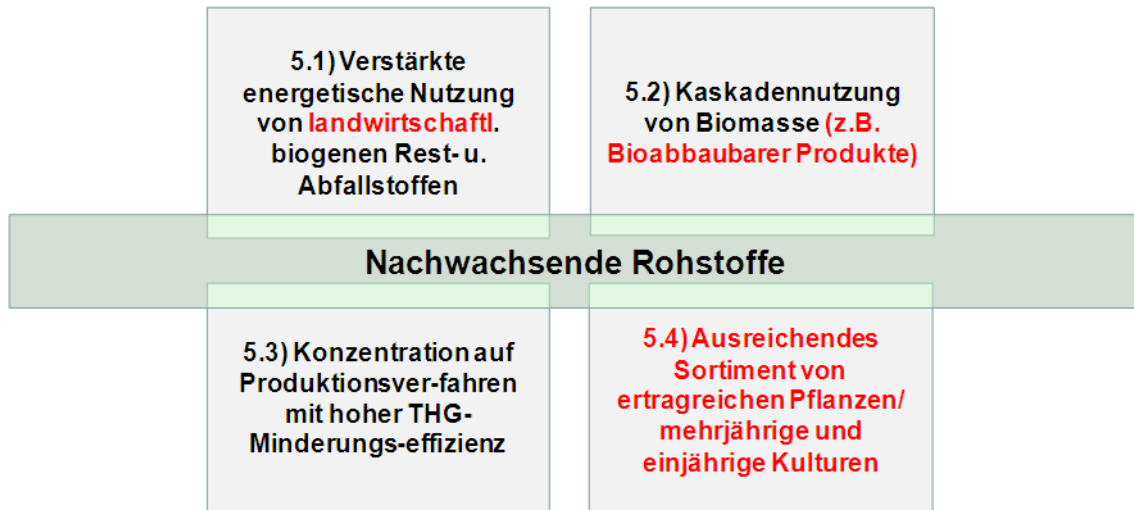 5.1) Verstärkte
energetische Nutzung
von landwirtschaftl.
biogenen Rest- u.
Abfallstoffen
5.2) Kaskadennutzung
von Biomasse (z.B.
Bioabbaubarer Produkte)
Nachwachsende Rohstoffe
5.3) Konzentration auf
Produktionsver-fahren
mit hoher THG-
Minderungs-effizienz
5.4) Ausreichendes
Sortiment von
ertragreichen Pflanzen/
mehrjährige und
einjährige Kulturen